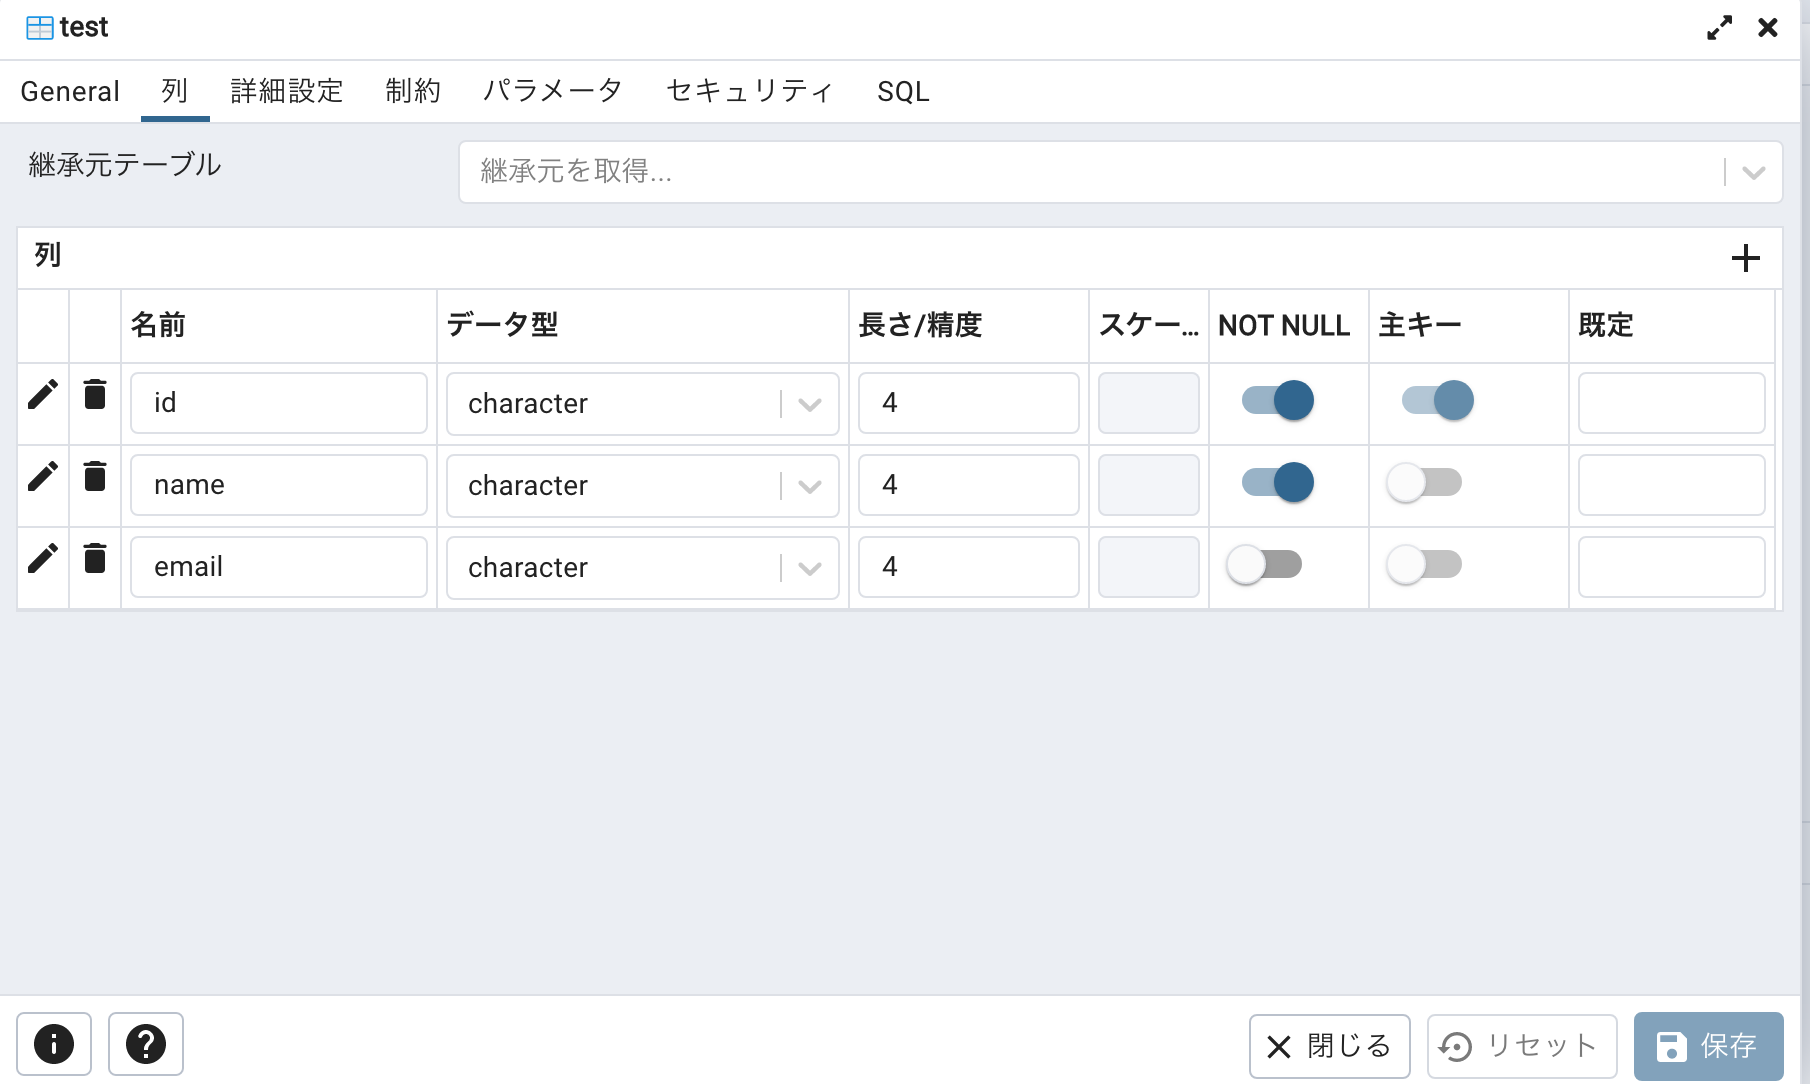 test
General 列 詳細設定 制約 パラメータ セキュリティ SQL
継承元テーブル 継承元を取得...
列
名前 データ型 長さ/精度 スケー... NOT NULL 主キー 既定
id character 4
name character 4
email character 4
閉じる リセット 保存